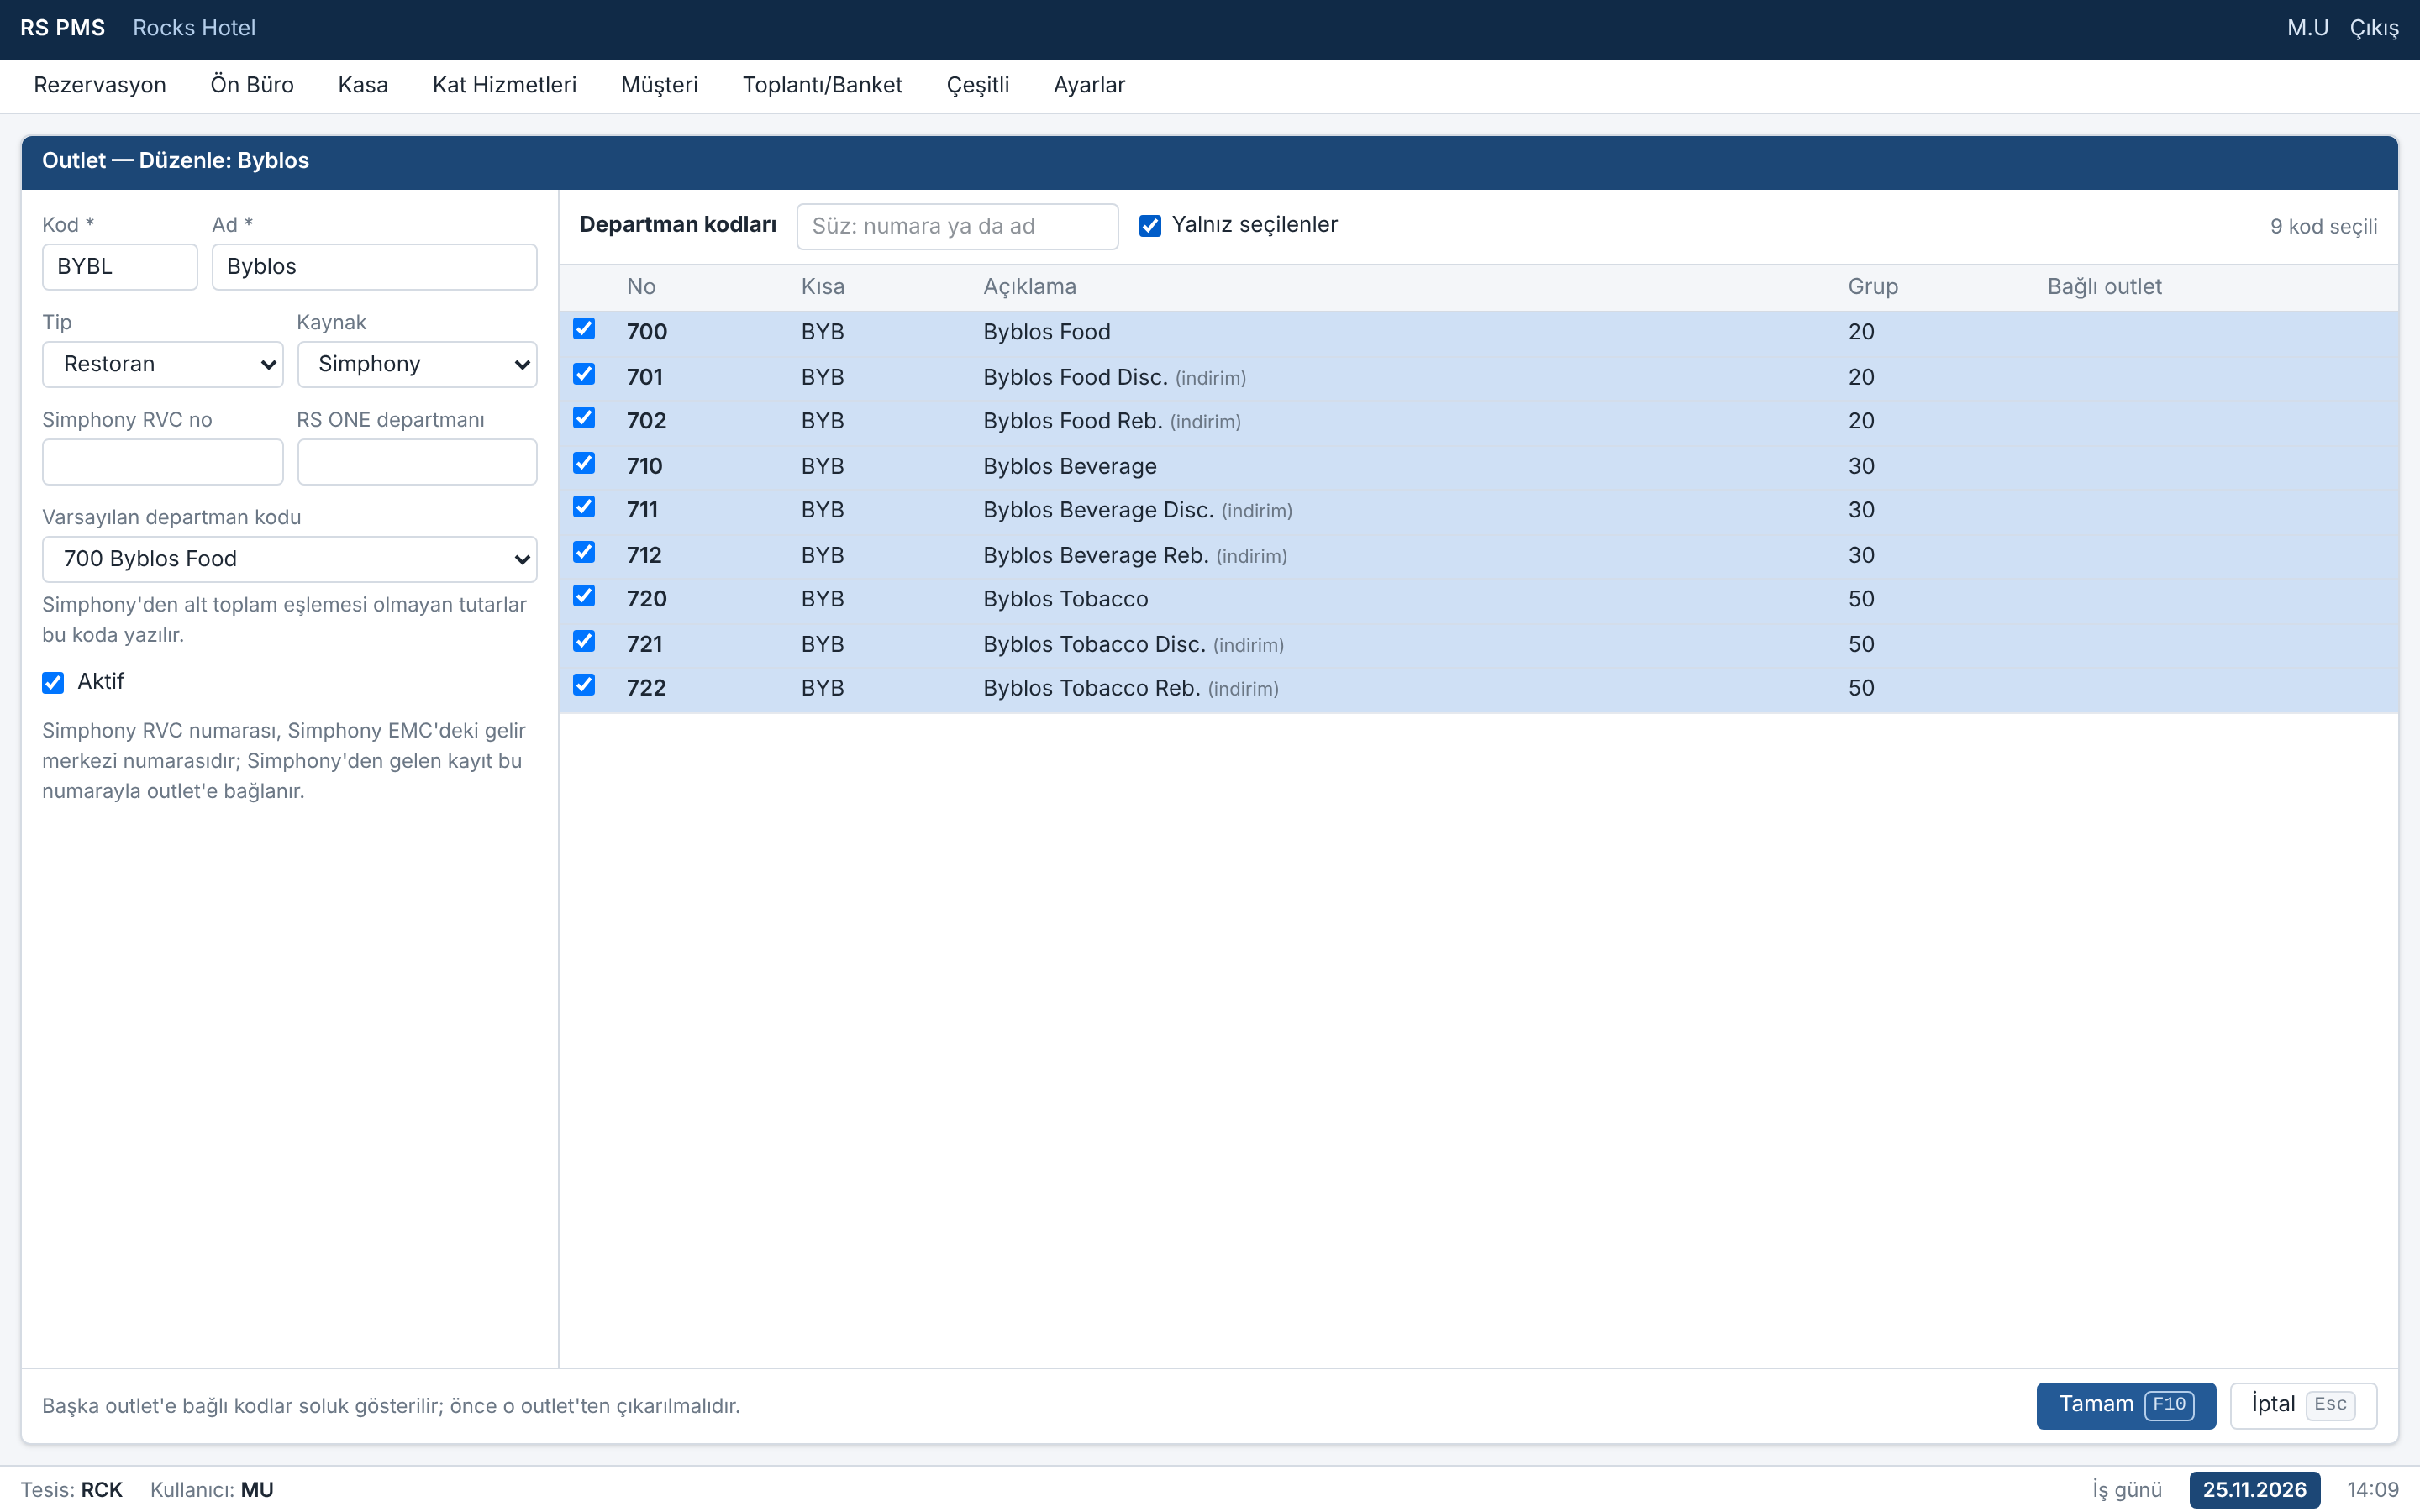 RS PMS Rocks Hotel M.U Çıkış
Rezervasyon Ön Büro Kasa Kat Hizmetleri Müşteri Toplantı/Banket Çeşitli Ayarlar
Outlet — Düzenle: Byblos
Kod * Ad *
BYBL Byblos
Tip Kaynak
Restoran Simphony
Simphony RVC no RS ONE departmanı
Varsayılan departman kodu
700 Byblos Food
Simphony'den alt toplam eşlemesi olmayan tutarlar
bu koda yazılır.
Aktif
Simphony RVC numarası, Simphony EMC'deki gelir
merkezi numarasıdır; Simphony'den gelen kayıt bu
numarayla outlet'e bağlanır.
Departman kodları Süz: numara ya da ad Yalnız seçilenler 9 kod seçili
No Kısa Açıklama Grup Bağlı outlet
700 BYB Byblos Food 20
701 BYB Byblos Food Disc. (indirim) 20
702 BYB Byblos Food Reb. (indirim) 20
710 BYB Byblos Beverage 30
711 BYB Byblos Beverage Disc. (indirim) 30
712 BYB Byblos Beverage Reb. (indirim) 30
720 BYB Byblos Tobacco 50
721 BYB Byblos Tobacco Disc. (indirim) 50
722 BYB Byblos Tobacco Reb. (indirim) 50
Başka outlet'e bağlı kodlar soluk gösterilir; önce o outlet'ten çıkarılmalıdır. Tamam F10 İptal Esc
Tesis: RCK Kullanıcı: MU İş günü 25.11.2026 14:09